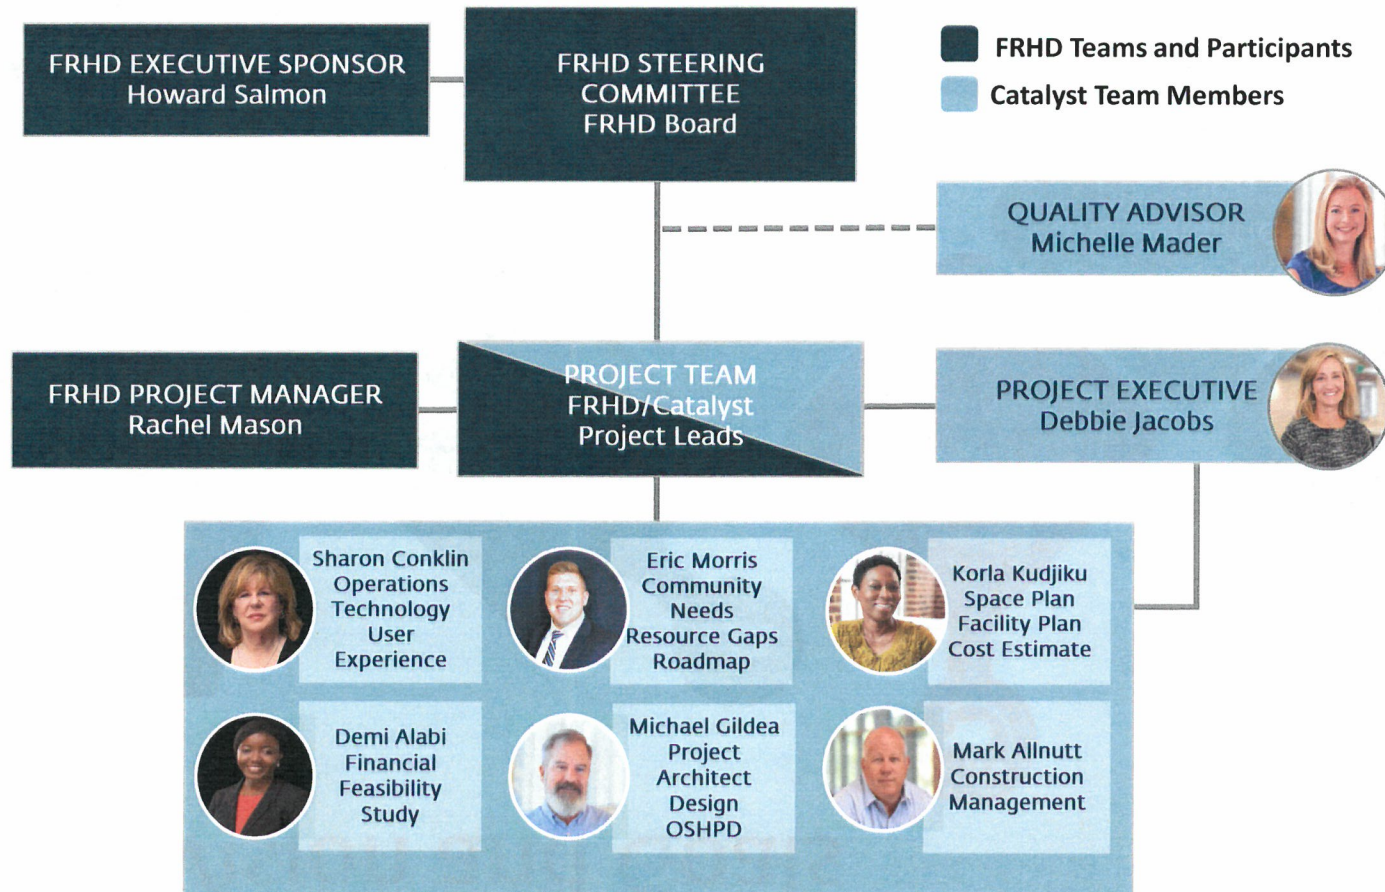 FRHD EXECUTIVE SPONSOR
Howard Salmon
FRHD STEERING
COMMITTEE
FRHD Board
FRHD Teams and Participants
Catalyst Team Members
QUALITY ADVISOR
Michelle Mader
FRHD PROJECT MANAGER
Rachel Mason
PROJECT TEAM
FRHD/Catalyst
Project Leads
PROJECT EXECUTIVE
Debbie Jacobs
Sharon Conklin
Operations
Technology
User
Experience
Eric Morris
Community
Needs
Resource Gaps
Roadmap
Korla Kudjiku
Space Plan
Facility Plan
Cost Estimate
Demi Alabi
Financial
Feasibility
Study
Michael Gildea
Project
Architect
Design
OSHPD
Mark Allnutt
Construction
Management